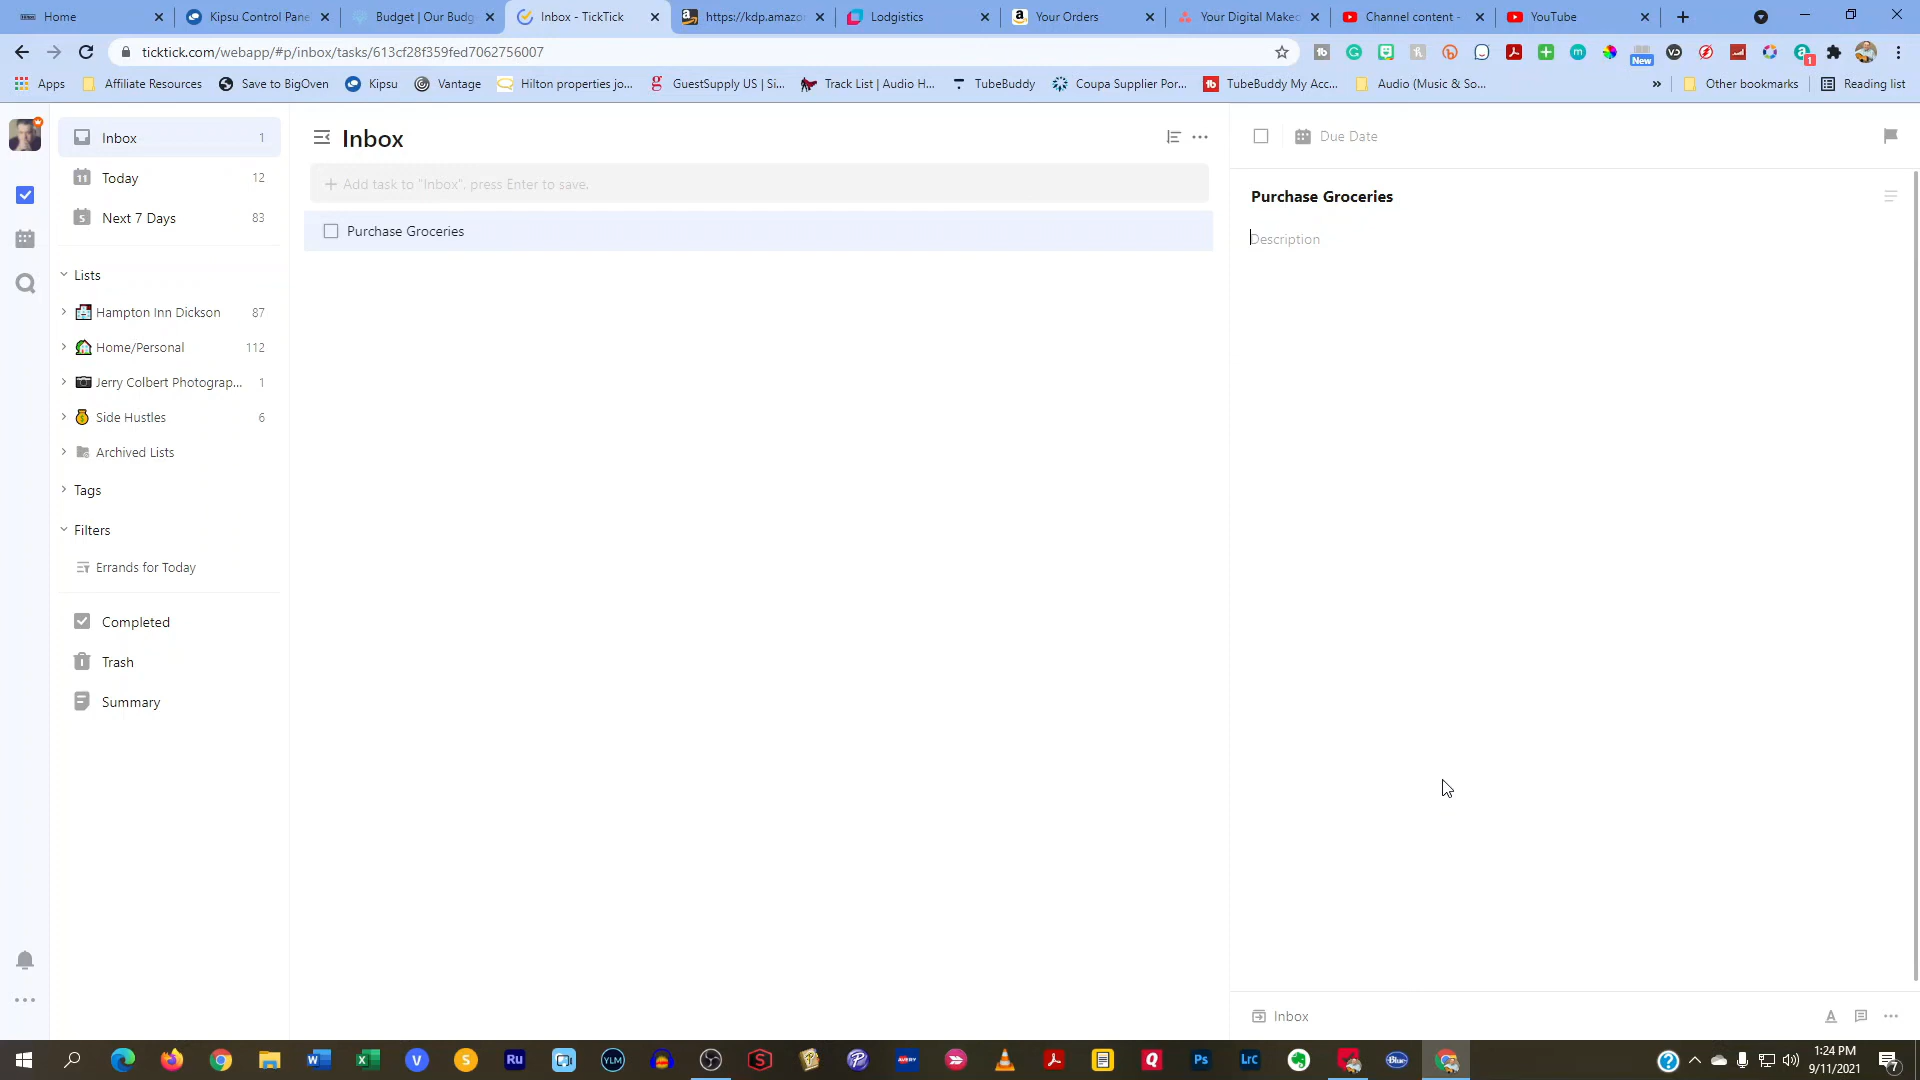 Home
Kipsu Control Pane
Budget | Our Budg
Inbox - TickTick
https://kdp.amazo
Lodgistics
Your Orders
Your Digital Makeo
Channel content -
YouTube
ticktick.com/webapp/#p/inbox/tasks/613cf28f359fed7062756007
New
1
Apps
Affiliate Resources
Save to BigOven
Kipsu
Vantage
Hilton properties jo...
GuestSupply US | Si...
Track List | Audio H...
TubeBuddy
Coupa Supplier Por...
TubeBuddy My Acc...
Audio (Music & So...
»
Other bookmarks
Reading list
Inbox 1
Today 12
Next 7 Days 83
Lists
Hampton Inn Dickson 87
Home/Personal 112
Jerry Colbert Photograp... 1
Side Hustles 6
Archived Lists
Tags
Filters
Errands for Today
Completed
Trash
Summary
Inbox
+ Add task to "Inbox", press Enter to save.
Purchase Groceries
Due Date
Purchase Groceries
Description
Inbox
1:24 PM
9/11/2021
7